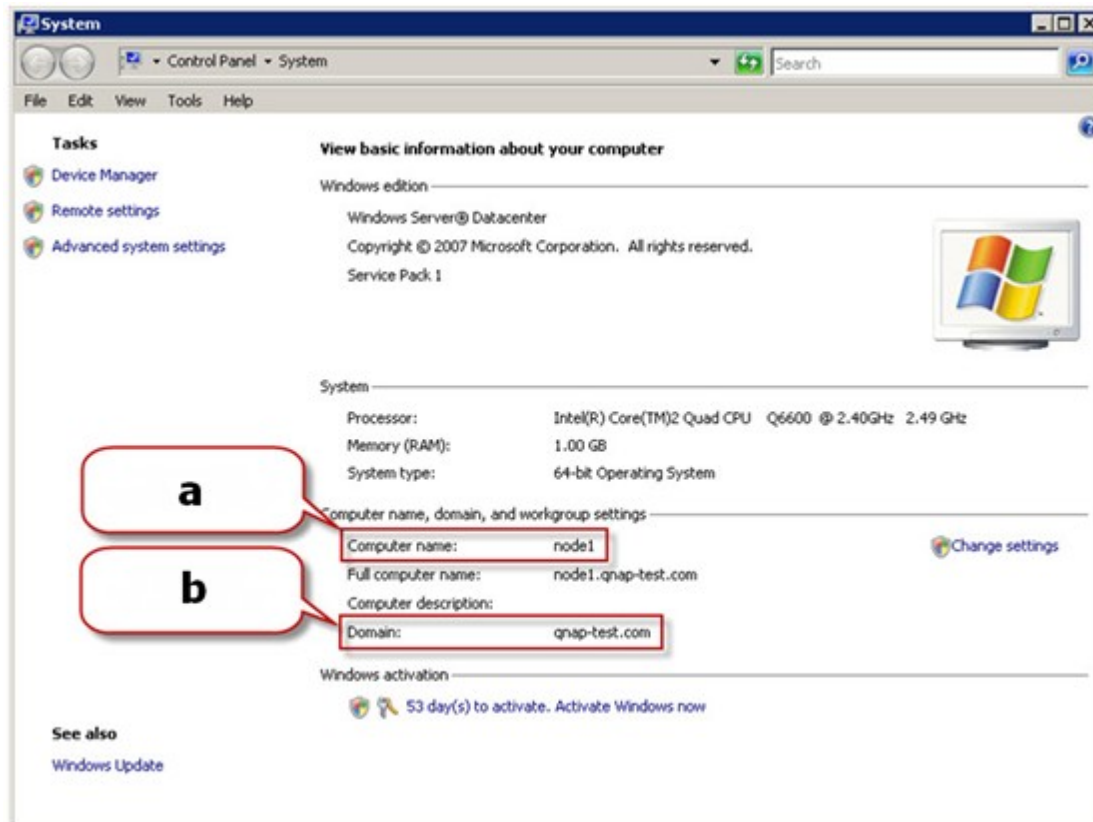 System
Control Panel System
Search
File Edit View Tools Help
Tasks
Device Manager
Remote settings
Advanced system settings
View basic information about your computer
Windows edition
Windows Server® Datacenter
Copyright © 2007 Microsoft Corporation. All rights reserved.
Service Pack 1
System
Processor: Intel(R) Core(TM)2 Quad CPU Q6600 @ 2.40GHz 2.49 GHz
Memory (RAM): 1.00 GB
System type: 64-bit Operating System
a
Computer name, domain, and workgroup settings
Computer name: node1
Change settings
Full computer name: node1.qnap-test.com
b
Computer description:
Domain: qnap-test.com
Windows activation
53 day(s) to activate. Activate Windows now
See also
Windows Update